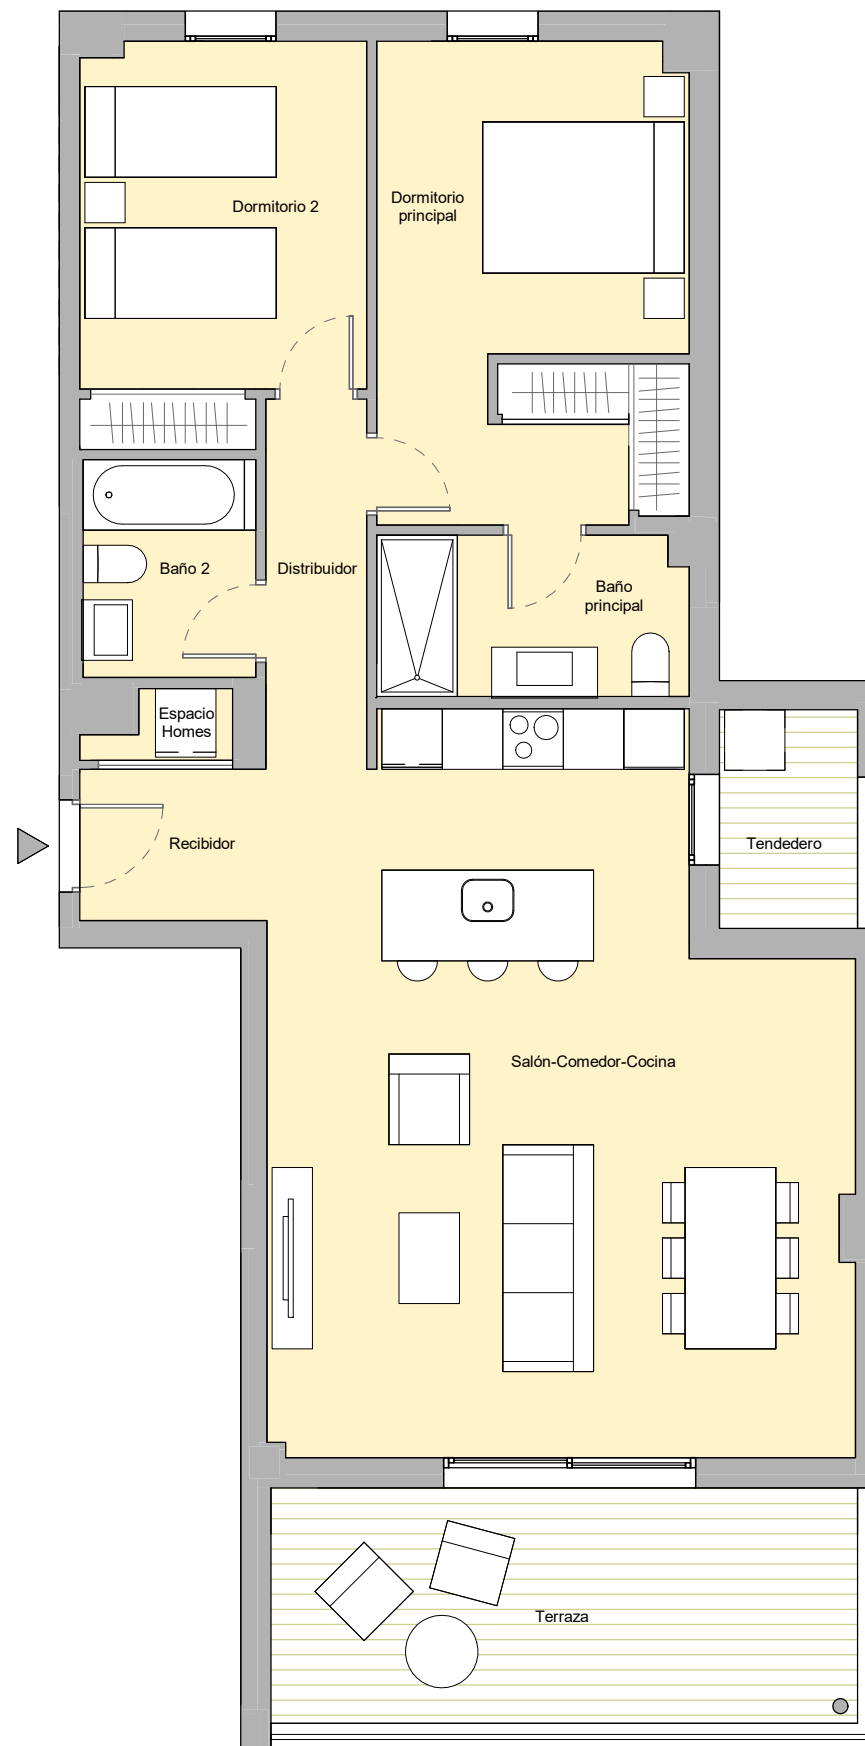 Dormitorio 2
Dormitorio
principal
Baño 2
Distribuidor
Baño
principal
Espacio
Homes
Recibidor
Tendedero
Salón-Comedor-Cocina
Terraza